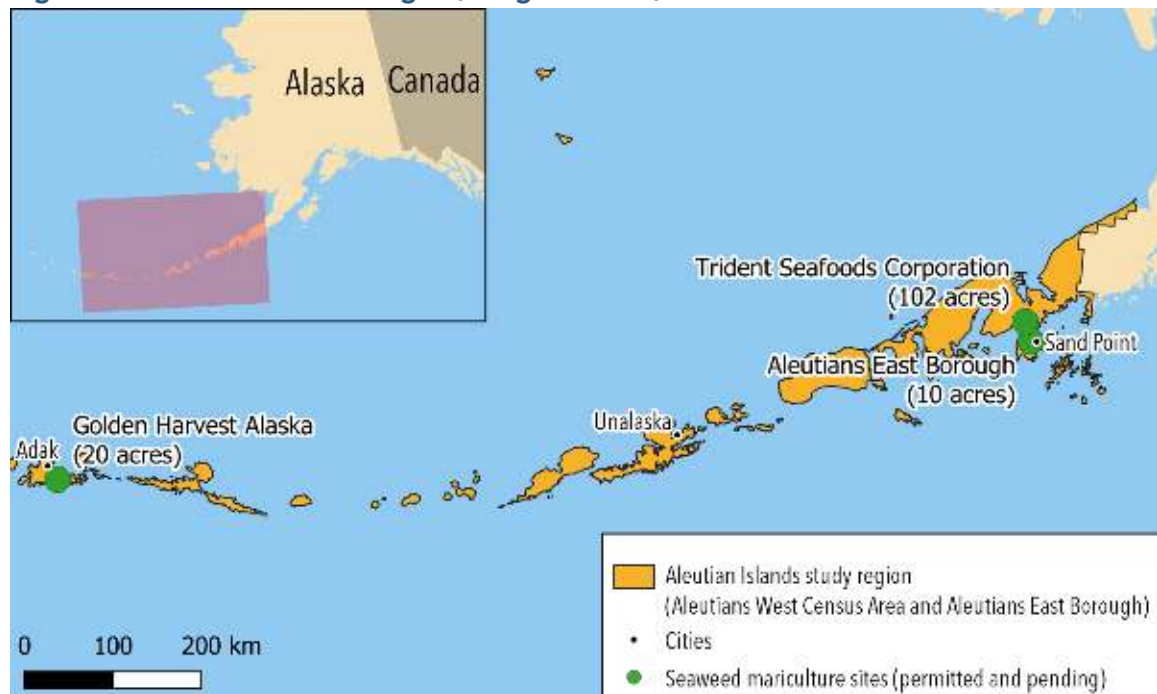 Alaska
Canada
Trident Seafoods Corporation
(102 acres)
Sand Point
Aleutians East Borough
(10 acres)
Unalaska
Golden Harvest Alaska
(20 acres)
Adak
0 100 200 km
Aleutian Islands study region
(Aleutians West Census Area and Aleutians East Borough)
Cities
Seaweed mariculture sites (permitted and pending)